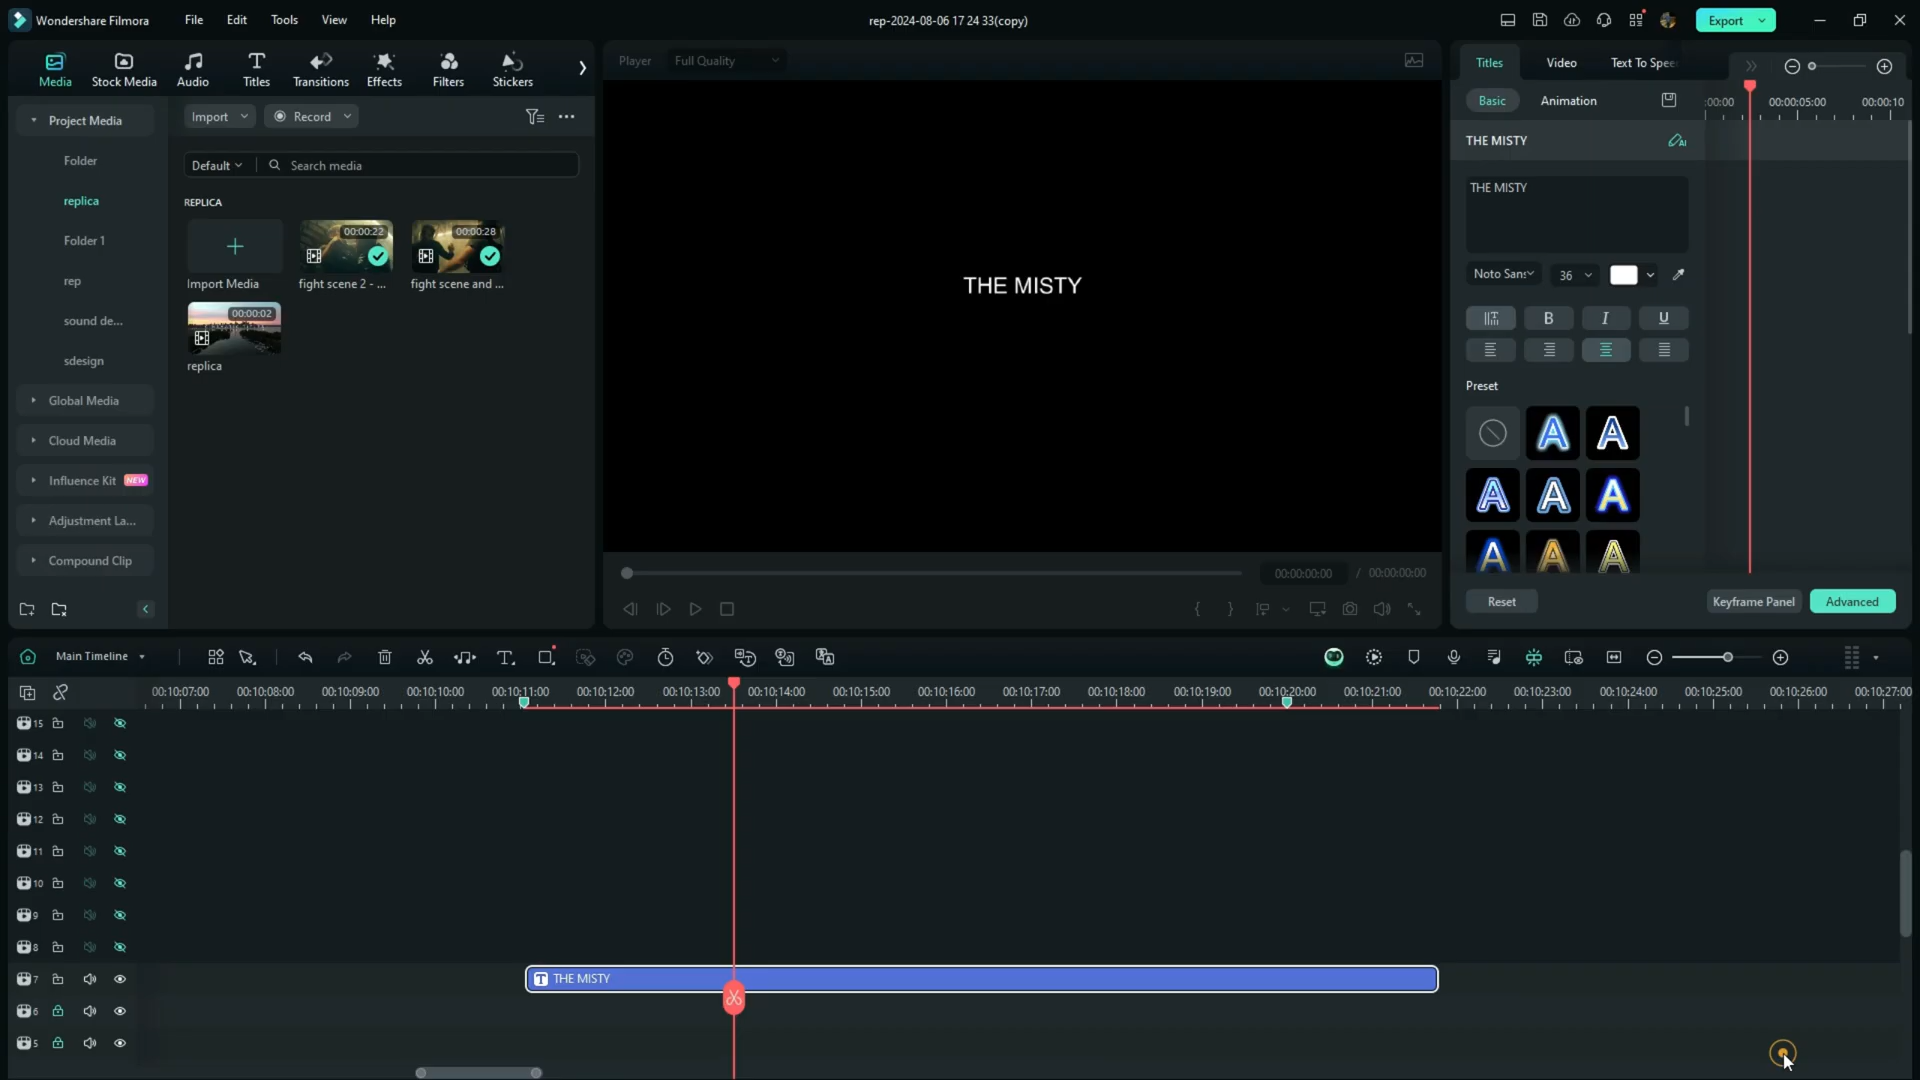 Wondershare Filmora File Edit Tools View Help rep-2024-08-06 17 24 33(copy) Export
Media Stock Media Audio Titles Transitions Effects Filters Stickers
Project Media
Folder
replica
Folder 1
rep
sound de...
sdesign
Global Media
Cloud Media
Influence Kit NEW
Adjustment La...
Compound Clip
Import Record
Default Search media
REPLICA
00:00:22 00:00:28
Import Media fight scene 2 - ... fight scene and ...
00:00:02
replica
Player Full Quality
THE MISTY
00:00:00:00 / 00:00:00:00
Titles Video Text To Spee
Basic Animation
:00:00 00:00:05:00 00:00:10
THE MISTY
AI
THE MISTY
Noto Sans 36
B I U
Preset
A A
A A A
A A A
Reset Keyframe Panel Advanced
Main Timeline
00:10:07:00 00:10:08:00 00:10:09:00 00:10:10:00 00:10:11:00 00:10:12:00 00:10:13:00 00:10:14:00 00:10:15:00 00:10:16:00 00:10:17:00 00:10:18:00 00:10:19:00 00:10:20:00 00:10:21:00 00:10:22:00 00:10:23:00 00:10:24:00 00:10:25:00 00:10:26:00 00:10:27:00
15
14
13
12
11
10
9
8
7 T THE MISTY
6
5